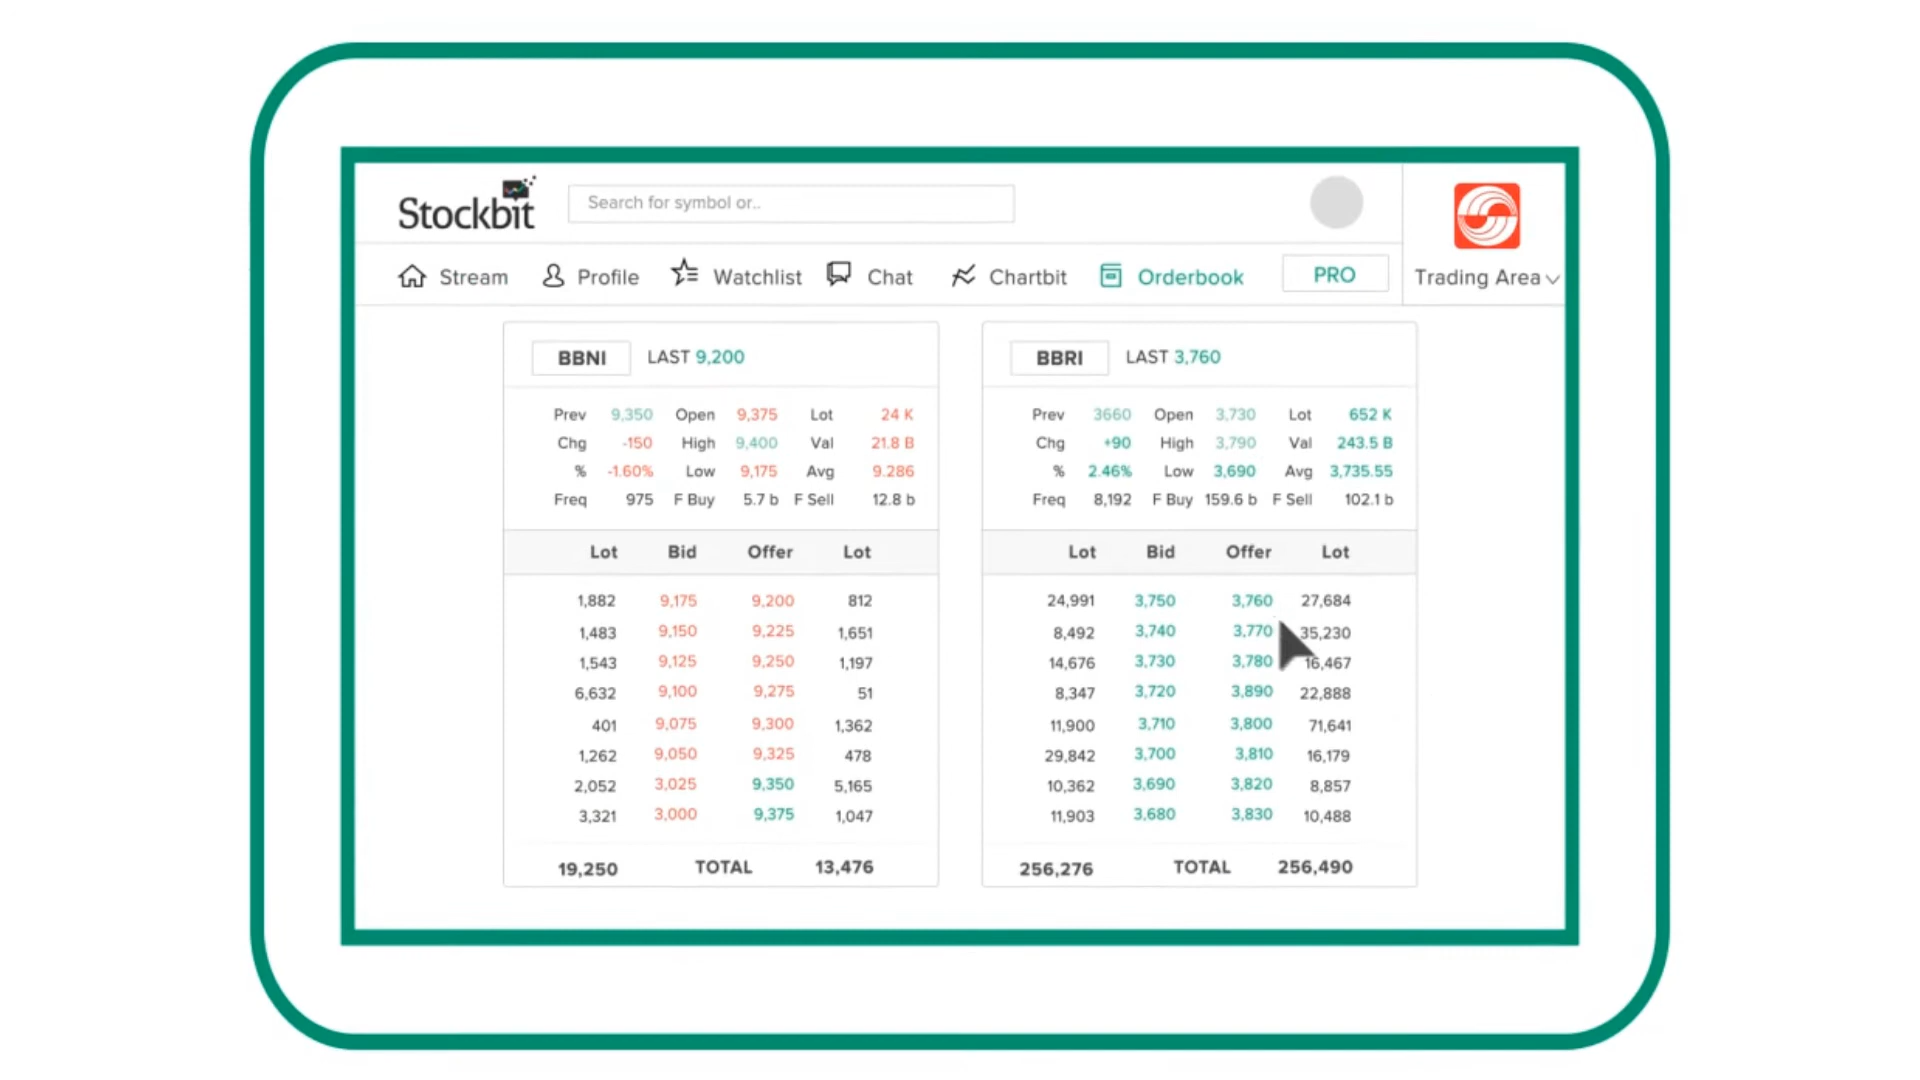 Stockbit
Search for symbol or..
Stream Profile Watchlist Chat Chartbit Orderbook PRO Trading Area
BBNI LAST 9,200
Prev 9,350 Open 9,375 Lot 24 K
Chg -150 High 9,400 Val 21.8 B
% -1.60% Low 9,175 Avg 9.286
Freq 975 F Buy 5.7 b F Sell 12.8 b
Lot Bid Offer Lot
1,882 9,175 9,200 812
1,483 9,150 9,225 1,651
1,543 9,125 9,250 1,197
6,632 9,100 9,275 51
401 9,075 9,300 1,362
1,262 9,050 9,325 478
2,052 3,025 9,350 5,165
3,321 3,000 9,375 1,047
19,250 TOTAL 13,476
BBRI LAST 3,760
Prev 3660 Open 3,730 Lot 652 K
Chg +90 High 3,790 Val 243.5 B
% 2.46% Low 3,690 Avg 3,735.55
Freq 8,192 F Buy 159.6 b F Sell 102.1 b
Lot Bid Offer Lot
24,991 3,750 3,760 27,684
8,492 3,740 3,770 35,230
14,676 3,730 3,780 16,467
8,347 3,720 3,890 22,888
11,900 3,710 3,800 71,641
29,842 3,700 3,810 16,179
10,362 3,690 3,820 8,857
11,903 3,680 3,830 10,488
256,276 TOTAL 256,490